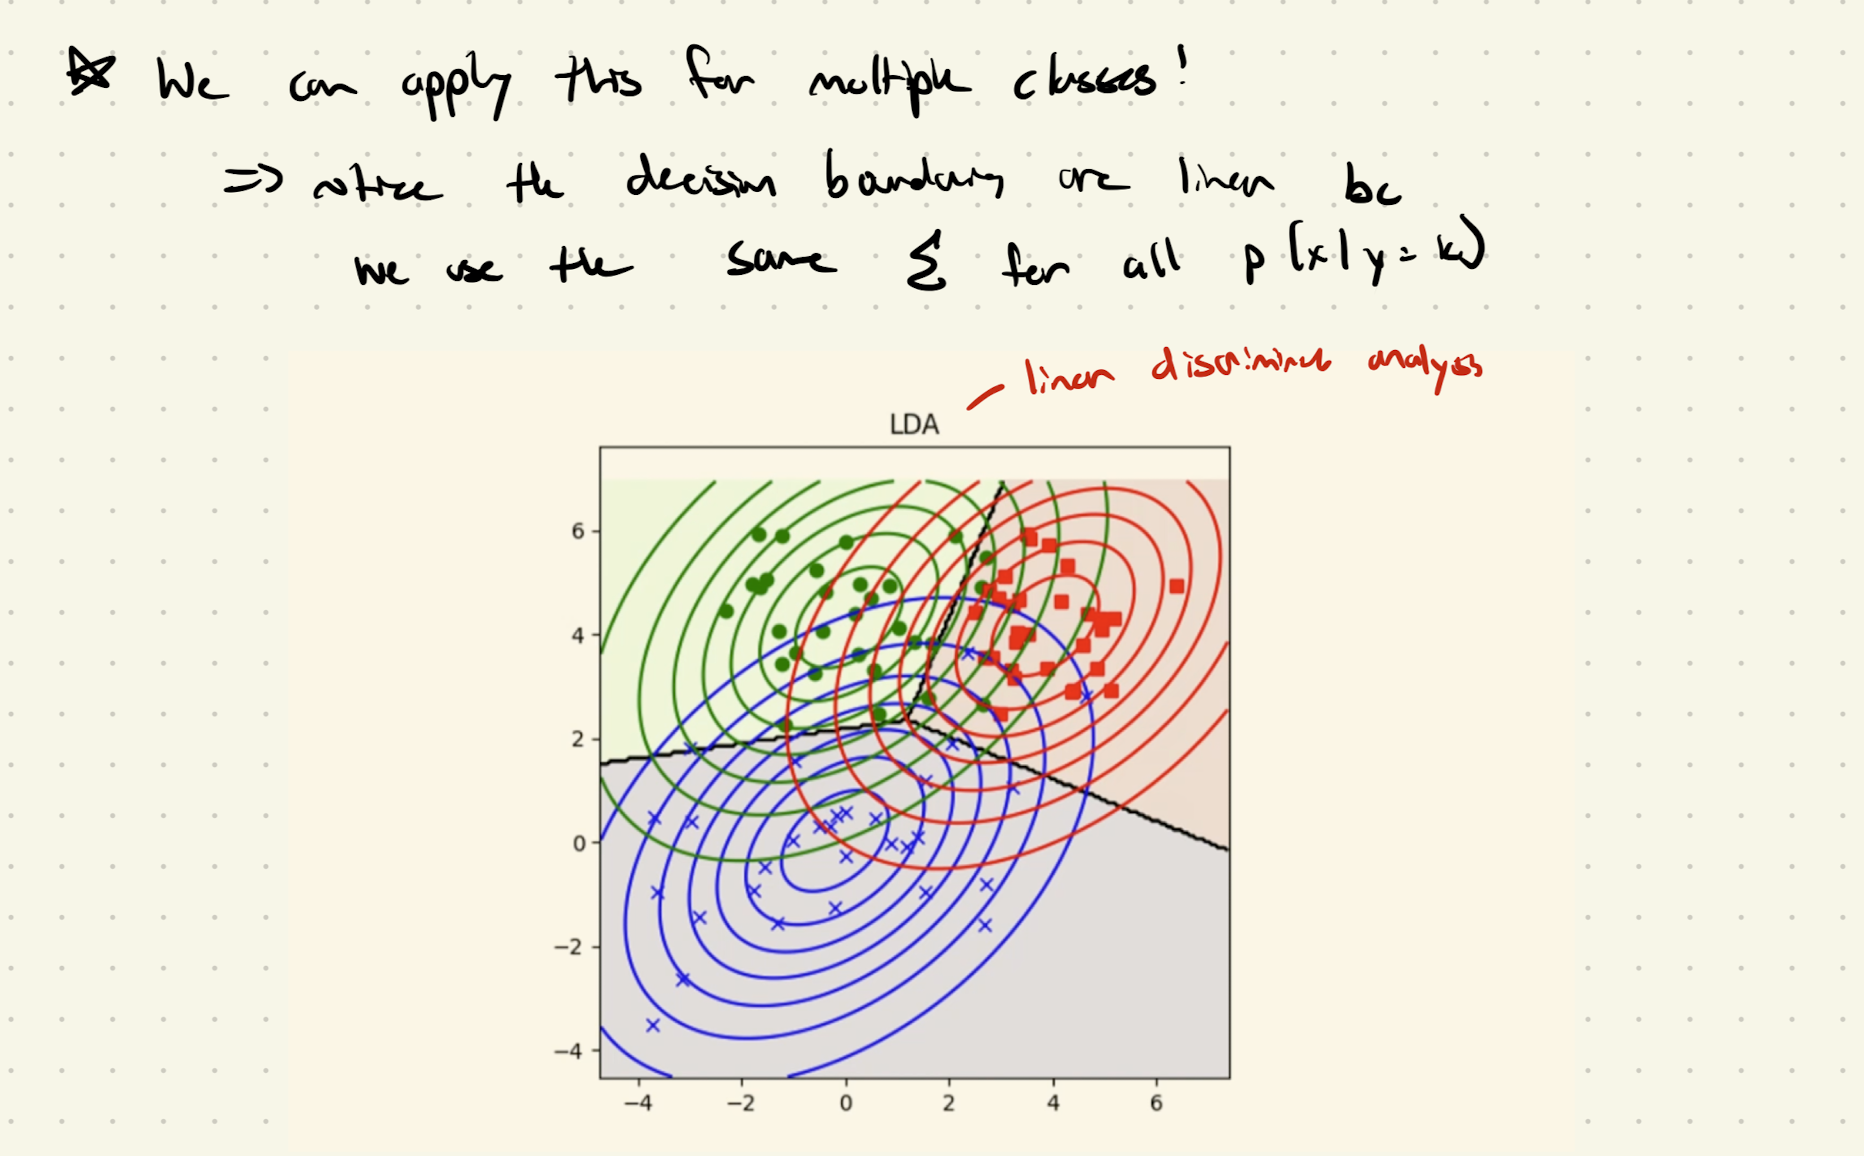 ☆ We can apply this for multiple classes!
=> notice the decision boundary are linear bc
we use the same Σ for all p(x|y=k)
linear discriminant analysis
LDA
6
4
2
0
−2
−4
−4 −2 0 2 4 6